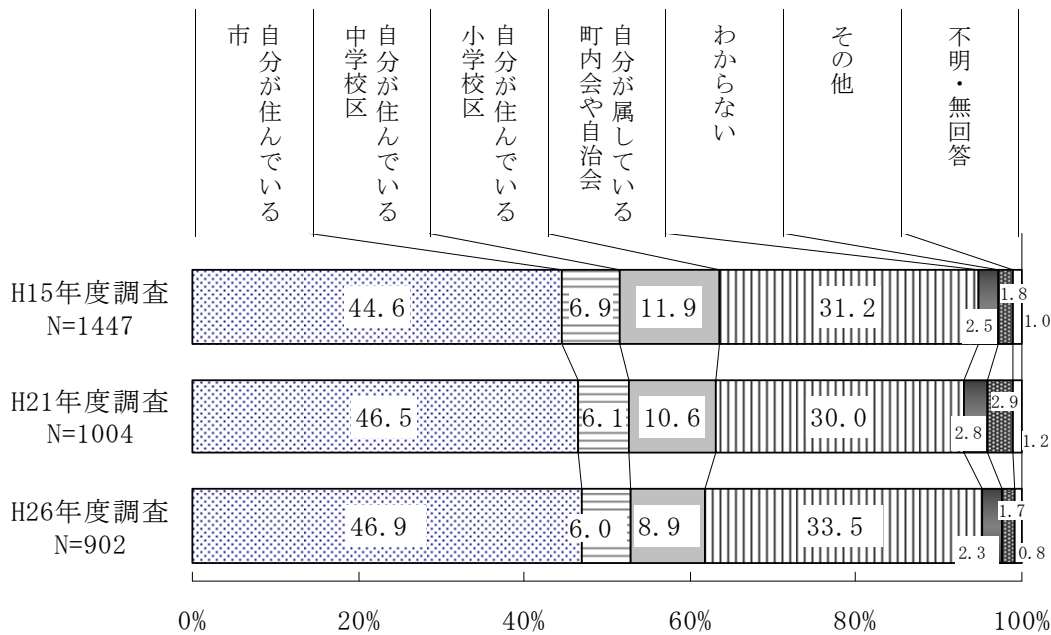 自分が住んでいる
市
自分が住んでいる
中学校区
自分が住んでいる
小学校区
自分が属している
町内会や自治会
わからない
その他
不明・無回答
H15年度調査
N=1447
44.6
6.9
11.9
31.2
2.5
1.8
1.0
H21年度調査
N=1004
46.5
6.1
10.6
30.0
2.8
2.9
1.2
H26年度調査
N=902
46.9
6.0
8.9
33.5
2.3
1.7
0.8
0%
20%
40%
60%
80%
100%